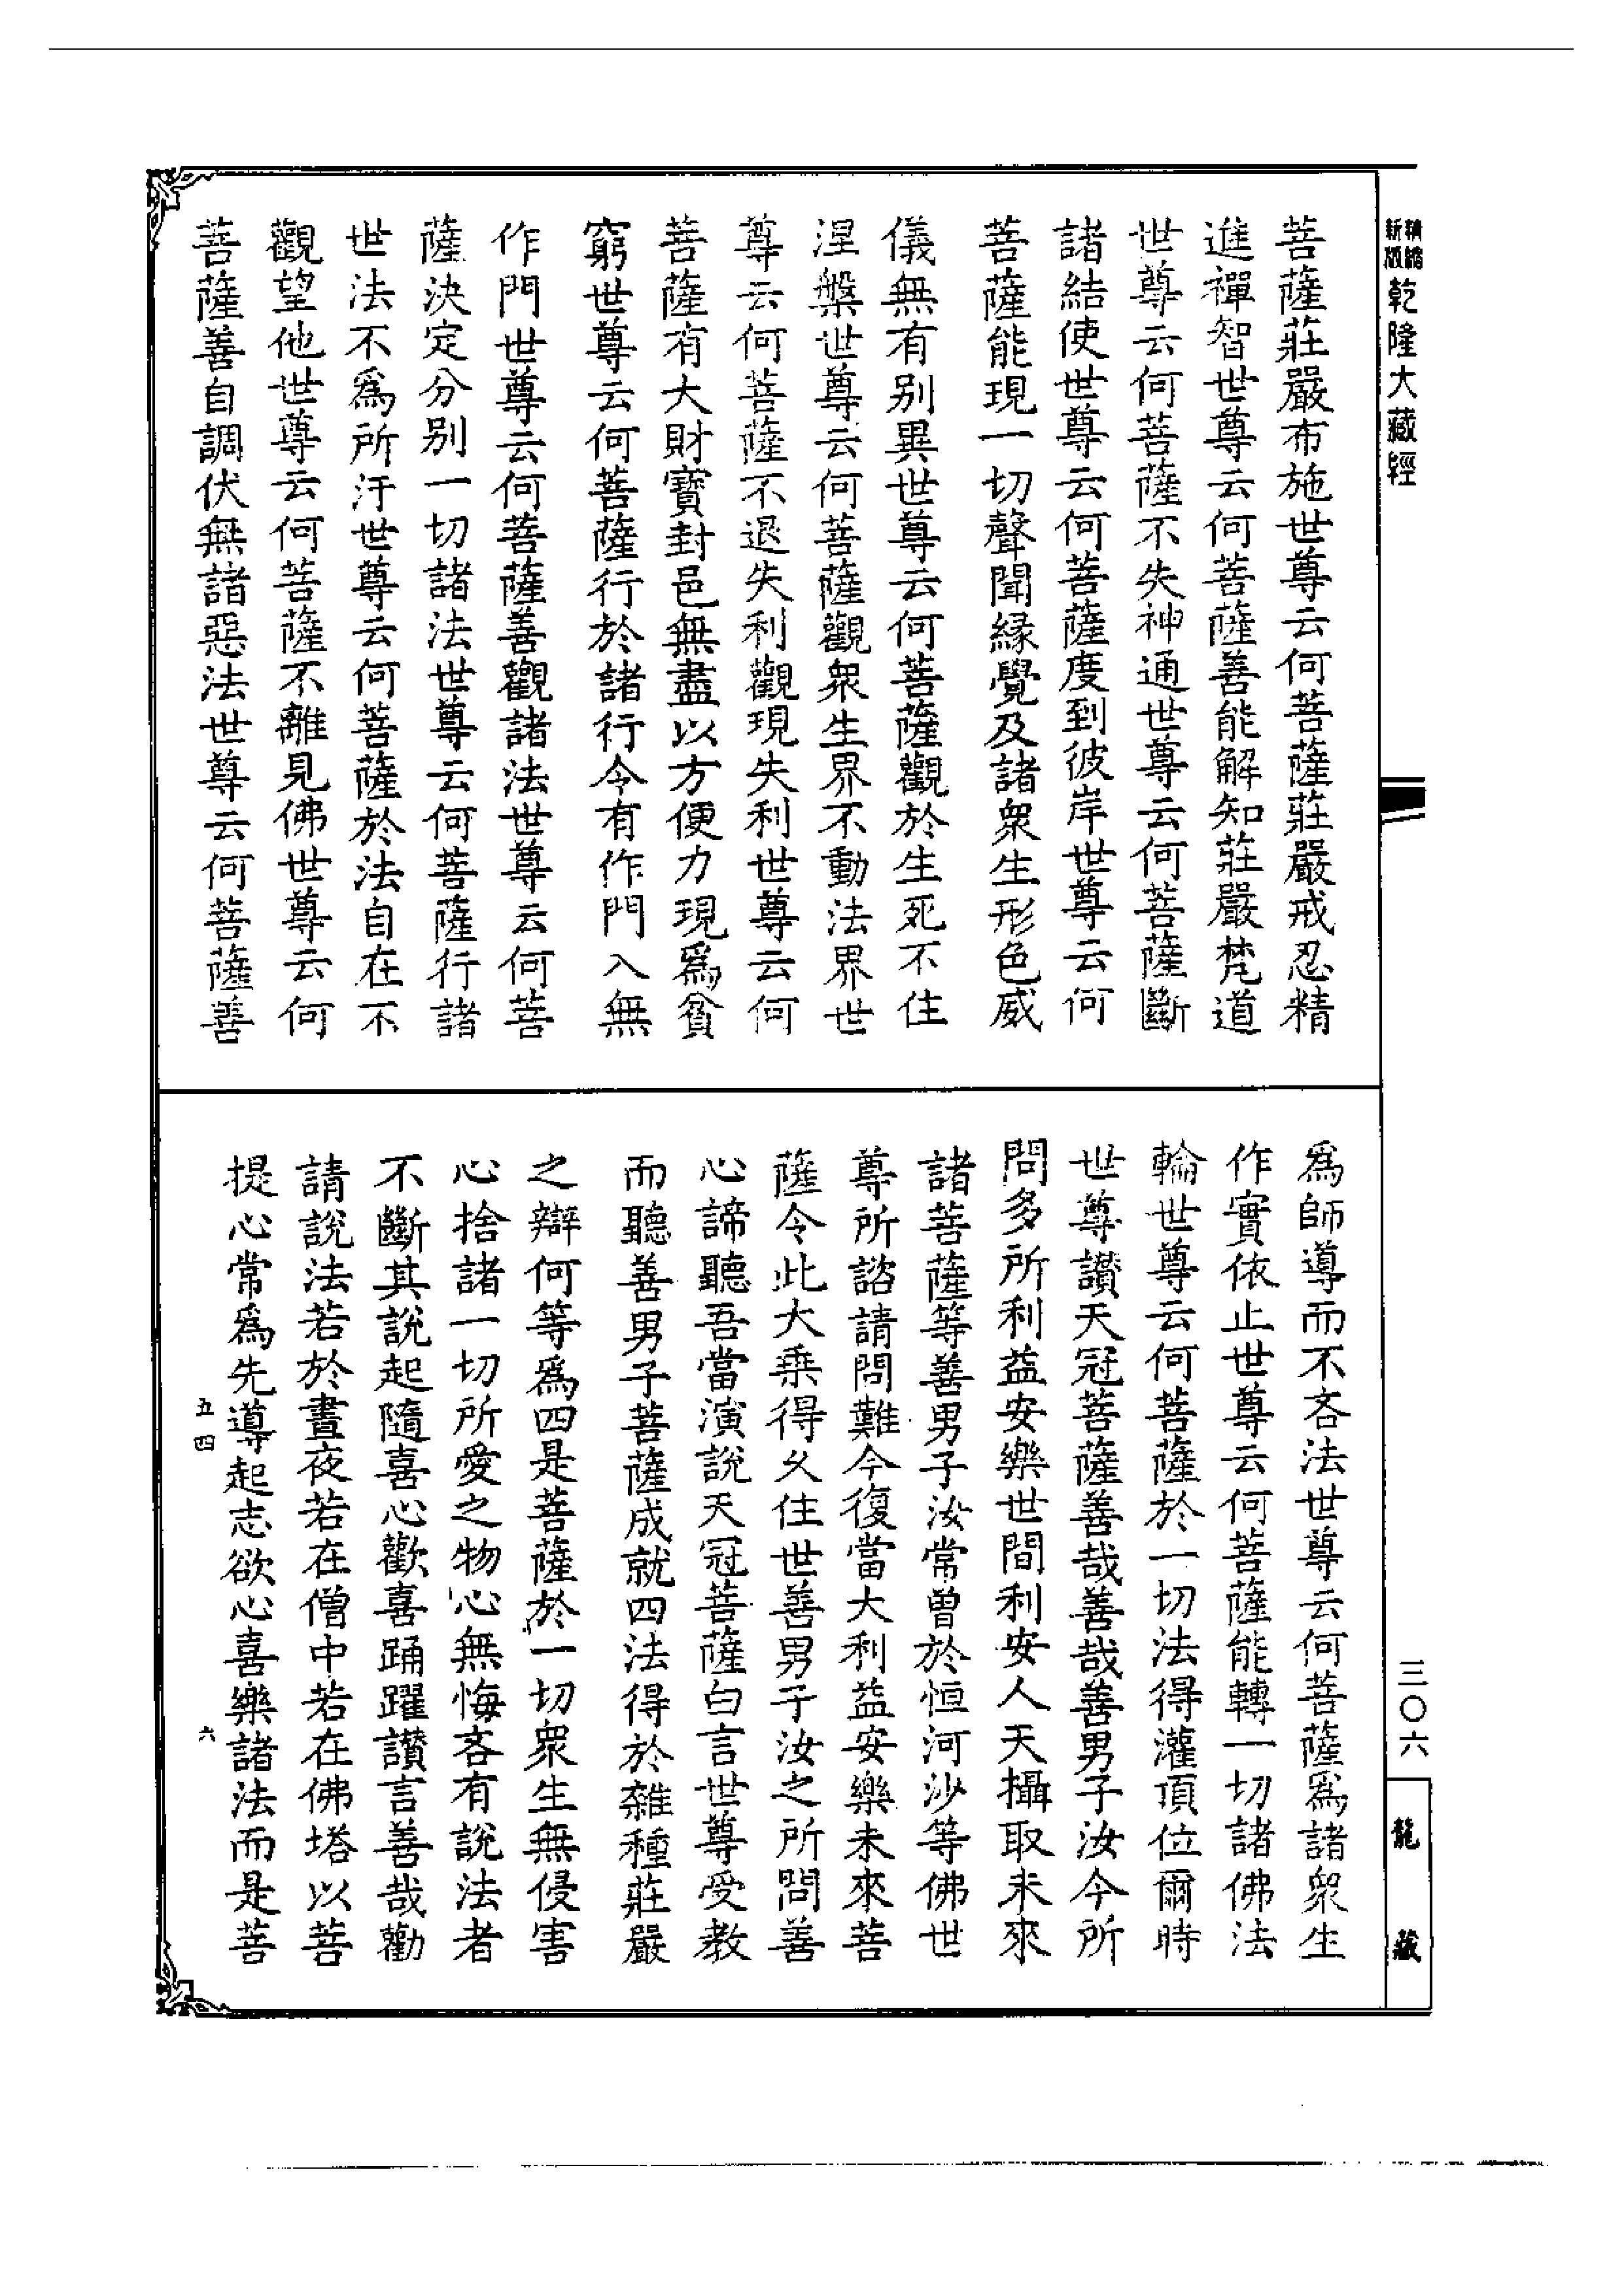 精縮新版乾隆大藏經
菩薩莊嚴布施世尊云何菩薩莊嚴戒忍精
進禪智世尊云何菩薩善能解知莊嚴梵道
世尊云何菩薩不失神通世尊云何菩薩斷
諸結使世尊云何菩薩度到彼岸世尊云何
菩薩能現一切聲聞緣覺及諸衆生形色威
儀無有別異世尊云何菩薩觀於生死不住
涅槃世尊云何菩薩觀衆生界不動法界世
尊云何菩薩不退失利觀現失利世尊云何
菩薩有大財寶封邑無盡以方便力現爲貧
窮世尊云何菩薩行於諸行令有作門入無
作門世尊云何菩薩善觀諸法世尊云何菩
薩決定分別一切諸法世尊云何菩薩行諸
世法不爲所汙世尊云何菩薩於法自在不
觀望他世尊云何菩薩不離見佛世尊云何
菩薩善自調伏無諸惡法世尊云何菩薩善
爲師導而不吝法世尊云何菩薩爲諸衆生
作實依止世尊云何菩薩能轉一切諸佛法
輪世尊云何菩薩於一切法得灌頂位爾時
世尊讚天冠菩薩善哉善哉善男子汝今所
問多所利益安樂世間利安人天攝取未來
諸菩薩等善男子汝常曾於恒河沙等佛世
尊所諮請問難今復當大利益安樂未來菩
薩令此大乘得久住世善男子汝之所問善
心諦聽吾當演說天冠菩薩白言世尊受教
而聽善男子菩薩成就四法得於雜種莊嚴
之辯何等爲四是菩薩於一切衆生無侵害
心捨諸一切所愛之物心無悔吝有說法者
不斷其說起隨喜心歡喜踊躍讚言善哉勸
請說法若於晝夜若在僧中若在佛塔以菩
提心常爲先導起志欲心喜樂諸法而是菩
五四
六
三〇六
龍藏